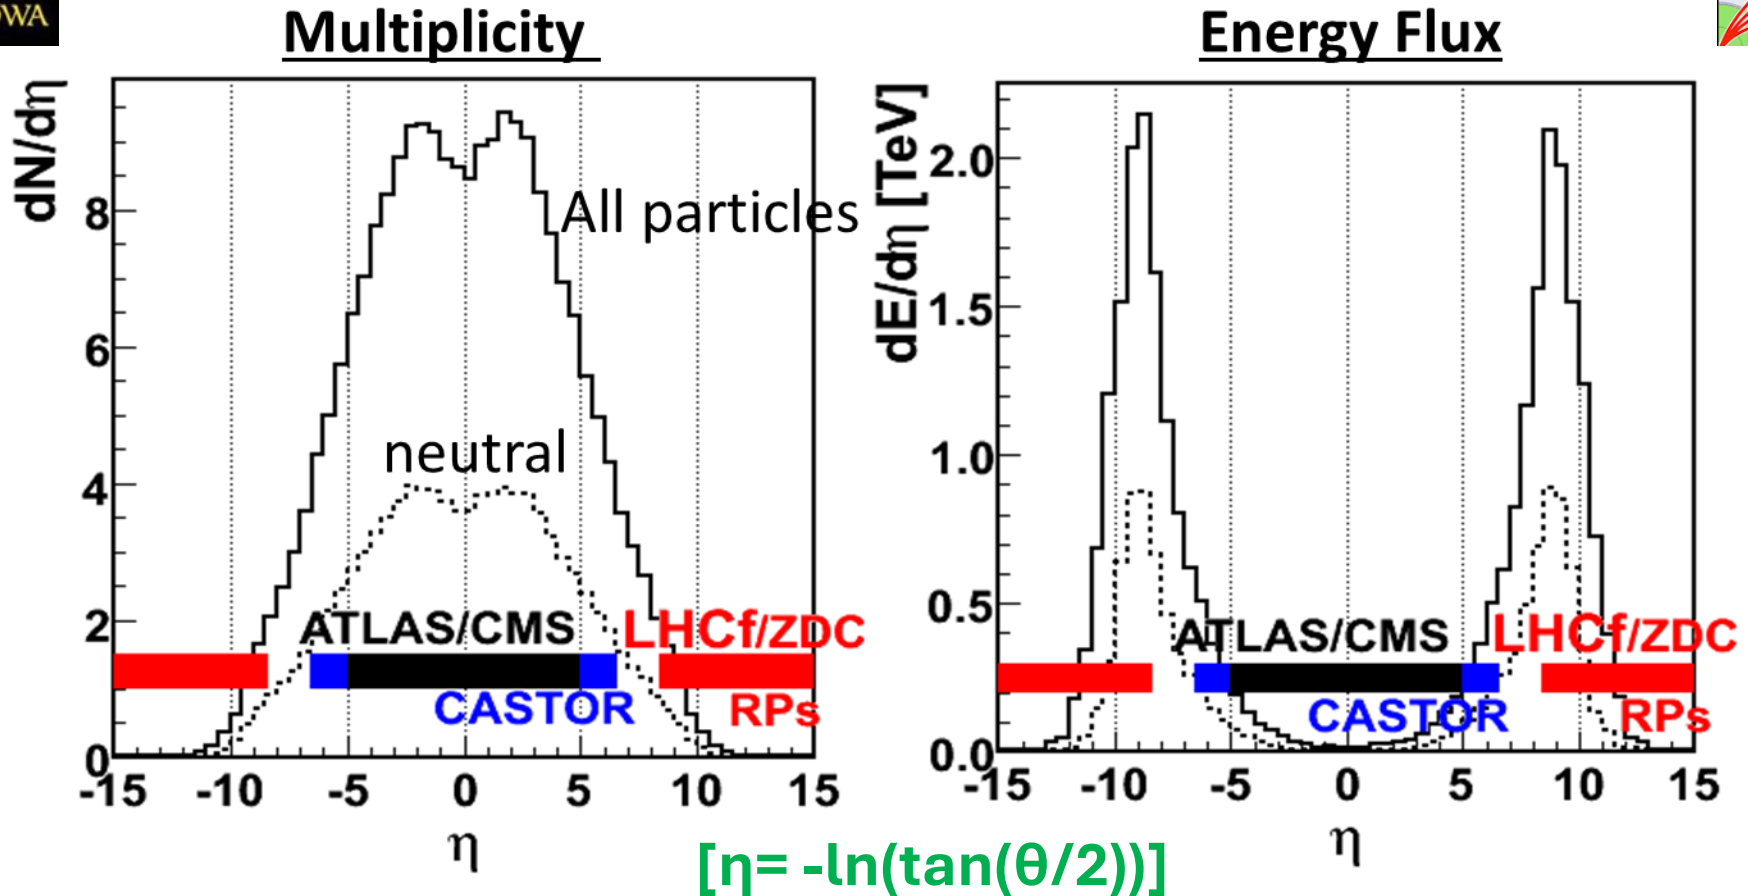 Multiplicity
dN/dη
8
6
4
2
0
-15 -10 -5 0 5 10 15
η
All particles
neutral
ATLAS/CMS
LHCf/ZDC
CASTOR
RPs
Energy Flux
dE/dη [TeV]
2.0
1.5
1.0
0.5
0.0
-15 -10 -5 0 5 10 15
η
ATLAS/CMS
LHCf/ZDC
CASTOR
RPs
[η= -ln(tan(θ/2))]